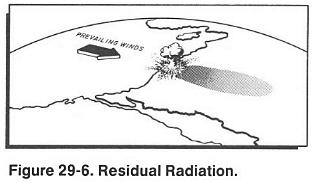 PREVAILING WINDS
Figure 29-6. Residual Radiation.